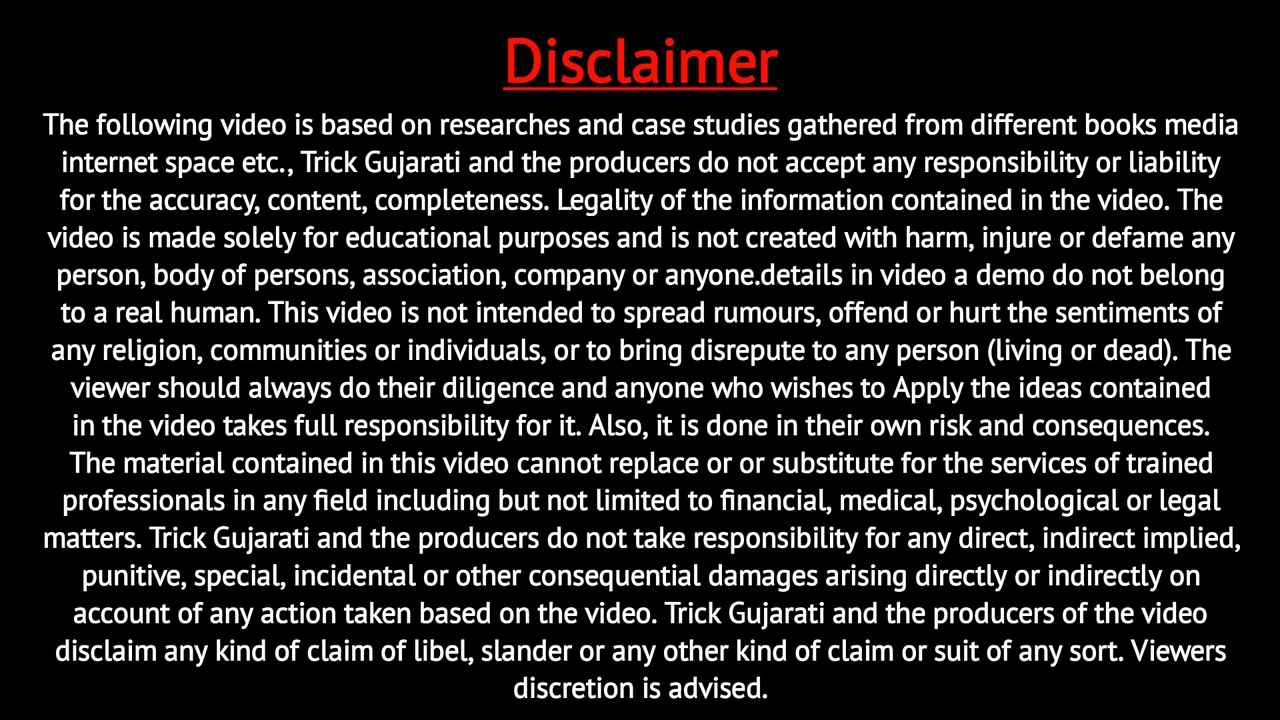 Disclaimer
The following video is based on researches and case studies gathered from different books media
internet space etc., Trick Gujarati and the producers do not accept any responsibility or liability
for the accuracy, content, completeness. Legality of the information contained in the video. The
video is made solely for educational purposes and is not created with harm, injure or defame any
person, body of persons, association, company or anyone.details in video a demo do not belong
to a real human. This video is not intended to spread rumours, offend or hurt the sentiments of
any religion, communities or individuals, or to bring disrepute to any person (living or dead). The
viewer should always do their diligence and anyone who wishes to Apply the ideas contained
in the video takes full responsibility for it. Also, it is done in their own risk and consequences.
The material contained in this video cannot replace or or substitute for the services of trained
professionals in any field including but not limited to financial, medical, psychological or legal
matters. Trick Gujarati and the producers do not take responsibility for any direct, indirect implied,
punitive, special, incidental or other consequential damages arising directly or indirectly on
account of any action taken based on the video. Trick Gujarati and the producers of the video
disclaim any kind of claim of libel, slander or any other kind of claim or suit of any sort. Viewers
discretion is advised.